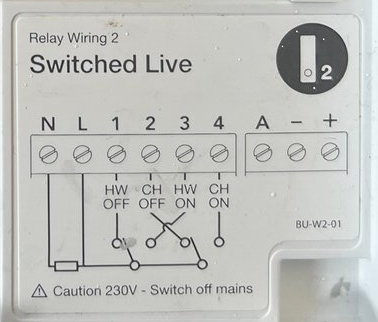 Relay Wiring 2
Switched Live
2
N L 1 2 3 4 A - +
HW CH HW CH
OFF OFF ON ON
BU-W2-01
⚠ Caution 230V - Switch off mains